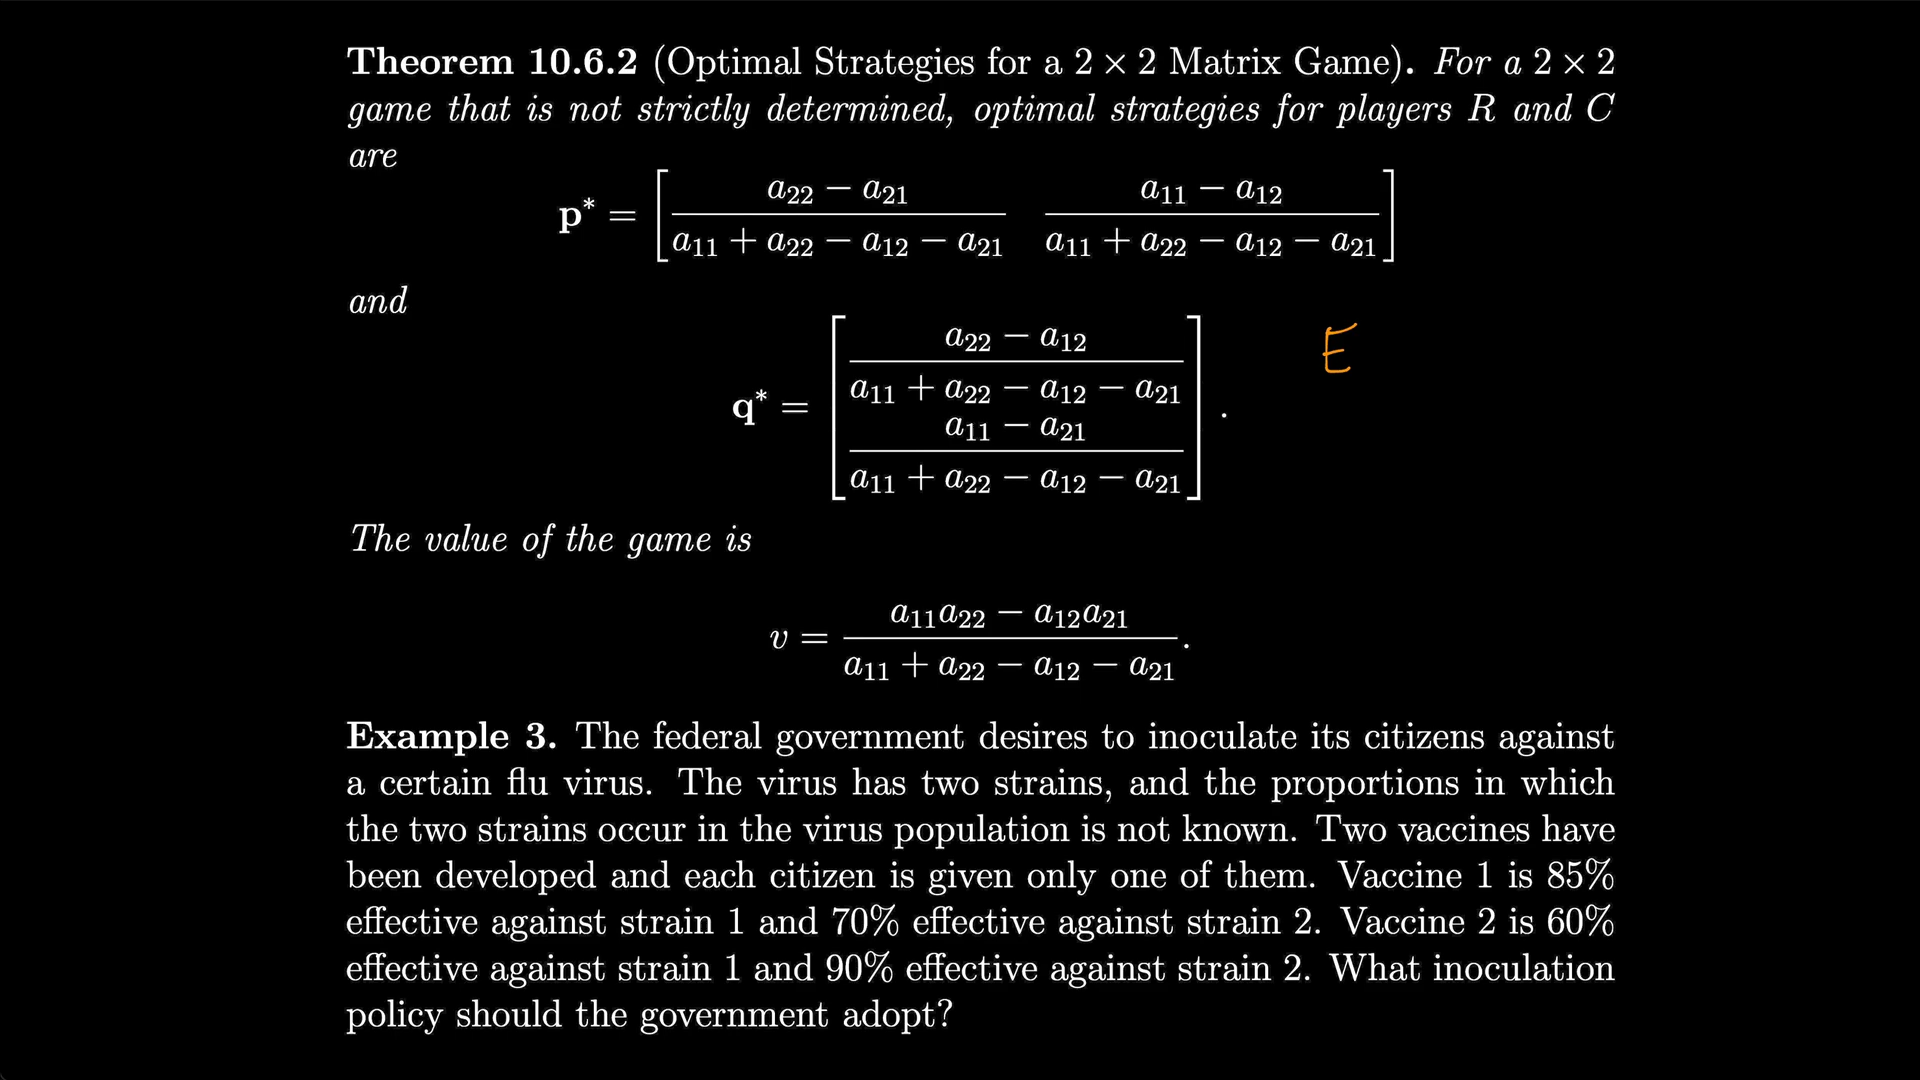 Theorem 10.6.2 (Optimal Strategies for a 2 × 2 Matrix Game). For a 2 × 2
game that is not strictly determined, optimal strategies for players R and C
are
p* = [ (a₂₂ − a₂₁)/(a₁₁ + a₂₂ − a₁₂ − a₂₁)   (a₁₁ − a₁₂)/(a₁₁ + a₂₂ − a₁₂ − a₂₁) ]
and
q* = [ (a₂₂ − a₁₂)/(a₁₁ + a₂₂ − a₁₂ − a₂₁)
(a₁₁ − a₂₁)/(a₁₁ + a₂₂ − a₁₂ − a₂₁) ].
E
The value of the game is
v = (a₁₁a₂₂ − a₁₂a₂₁)/(a₁₁ + a₂₂ − a₁₂ − a₂₁).
Example 3. The federal government desires to inoculate its citizens against
a certain flu virus. The virus has two strains, and the proportions in which
the two strains occur in the virus population is not known. Two vaccines have
been developed and each citizen is given only one of them. Vaccine 1 is 85%
effective against strain 1 and 70% effective against strain 2. Vaccine 2 is 60%
effective against strain 1 and 90% effective against strain 2. What inoculation
policy should the government adopt?